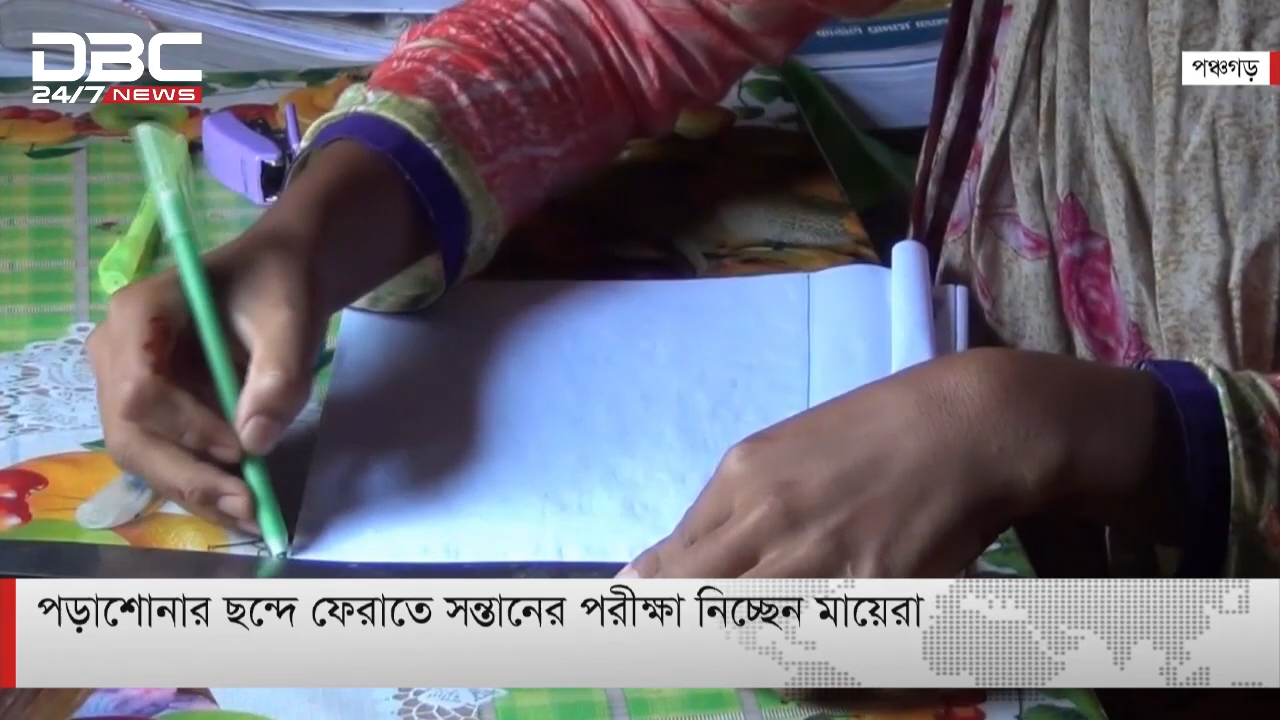 DBC
24/7 NEWS
পঞ্চগড়
পড়াশোনার ছন্দে ফেরাতে সন্তানের পরীক্ষা নিচ্ছেন মায়েরা